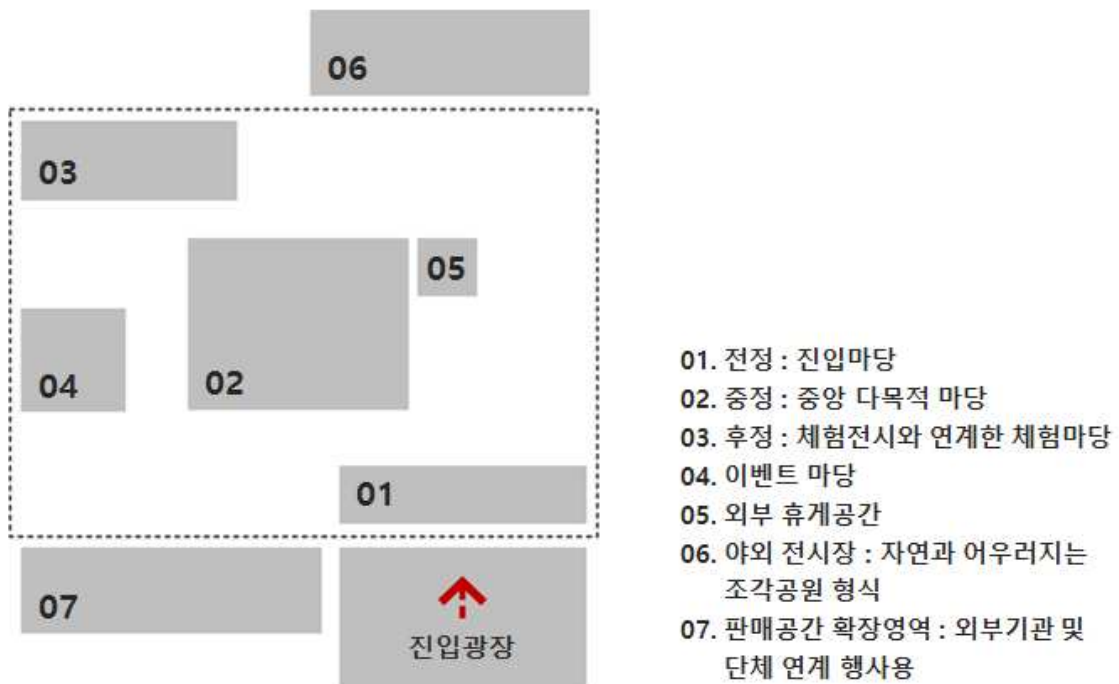 06
03
05
04
02
01
07
진입광장
01. 전정 : 진입마당
02. 중정 : 중앙 다목적 마당
03. 후정 : 체험전시와 연계한 체험마당
04. 이벤트 마당
05. 외부 휴게공간
06. 야외 전시장 : 자연과 어우러지는
조각공원 형식
07. 판매공간 확장영역 : 외부기관 및
단체 연계 행사용